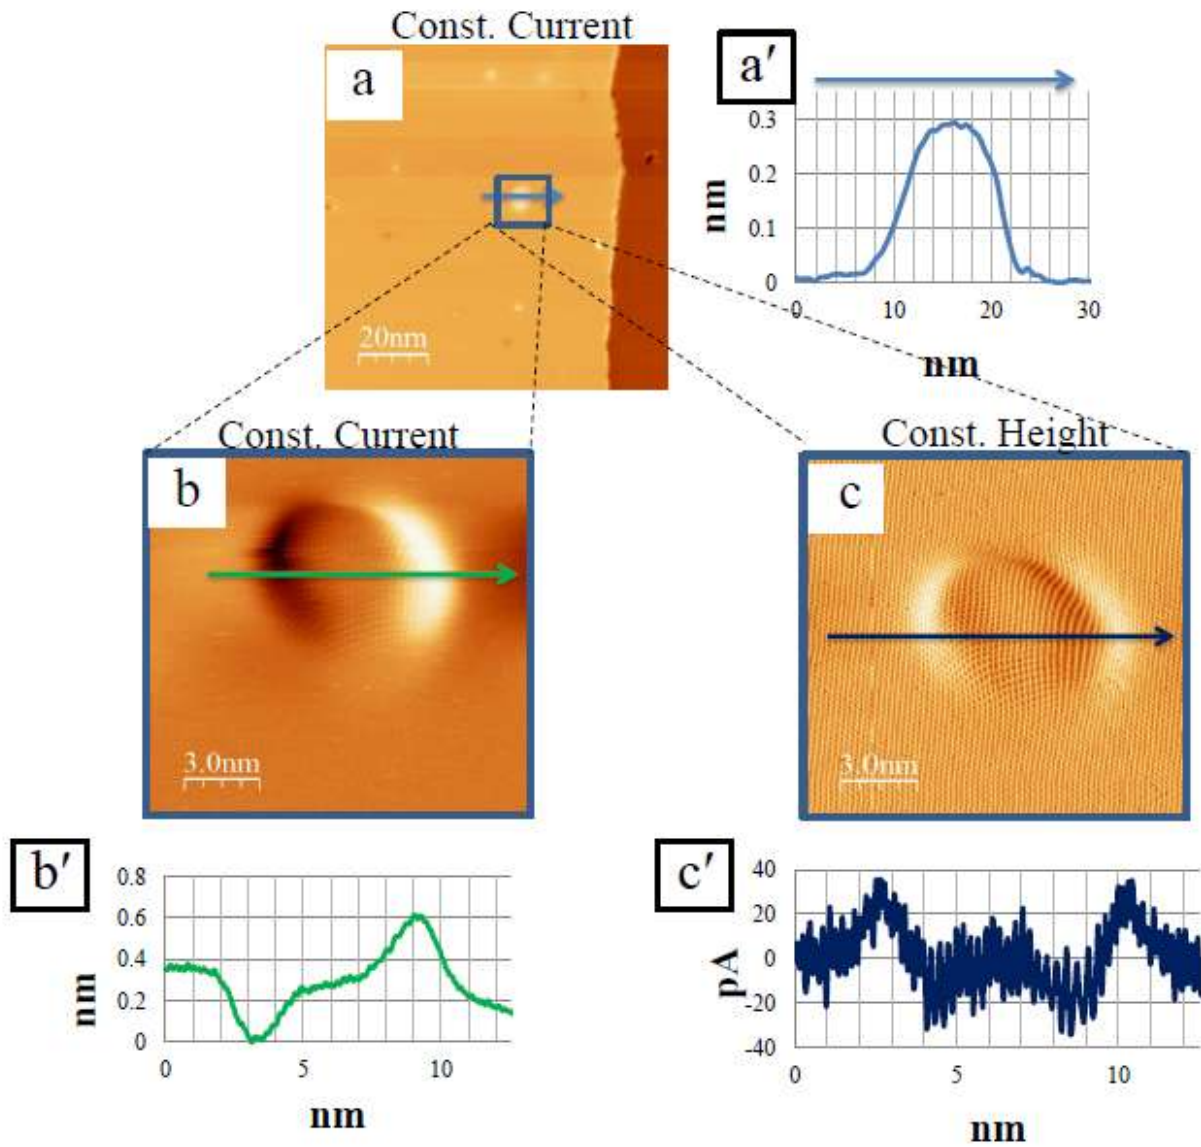 Const. Current
a
20nm
a′
nm
0.3
0.2
0.1
0
0 10 20 30
nm
Const. Current
b
3.0nm
Const. Height
c
3.0nm
b′
nm
0.8
0.6
0.4
0.2
0
0 5 10
nm
c′
pA
40
20
0
-20
-40
0 5 10
nm